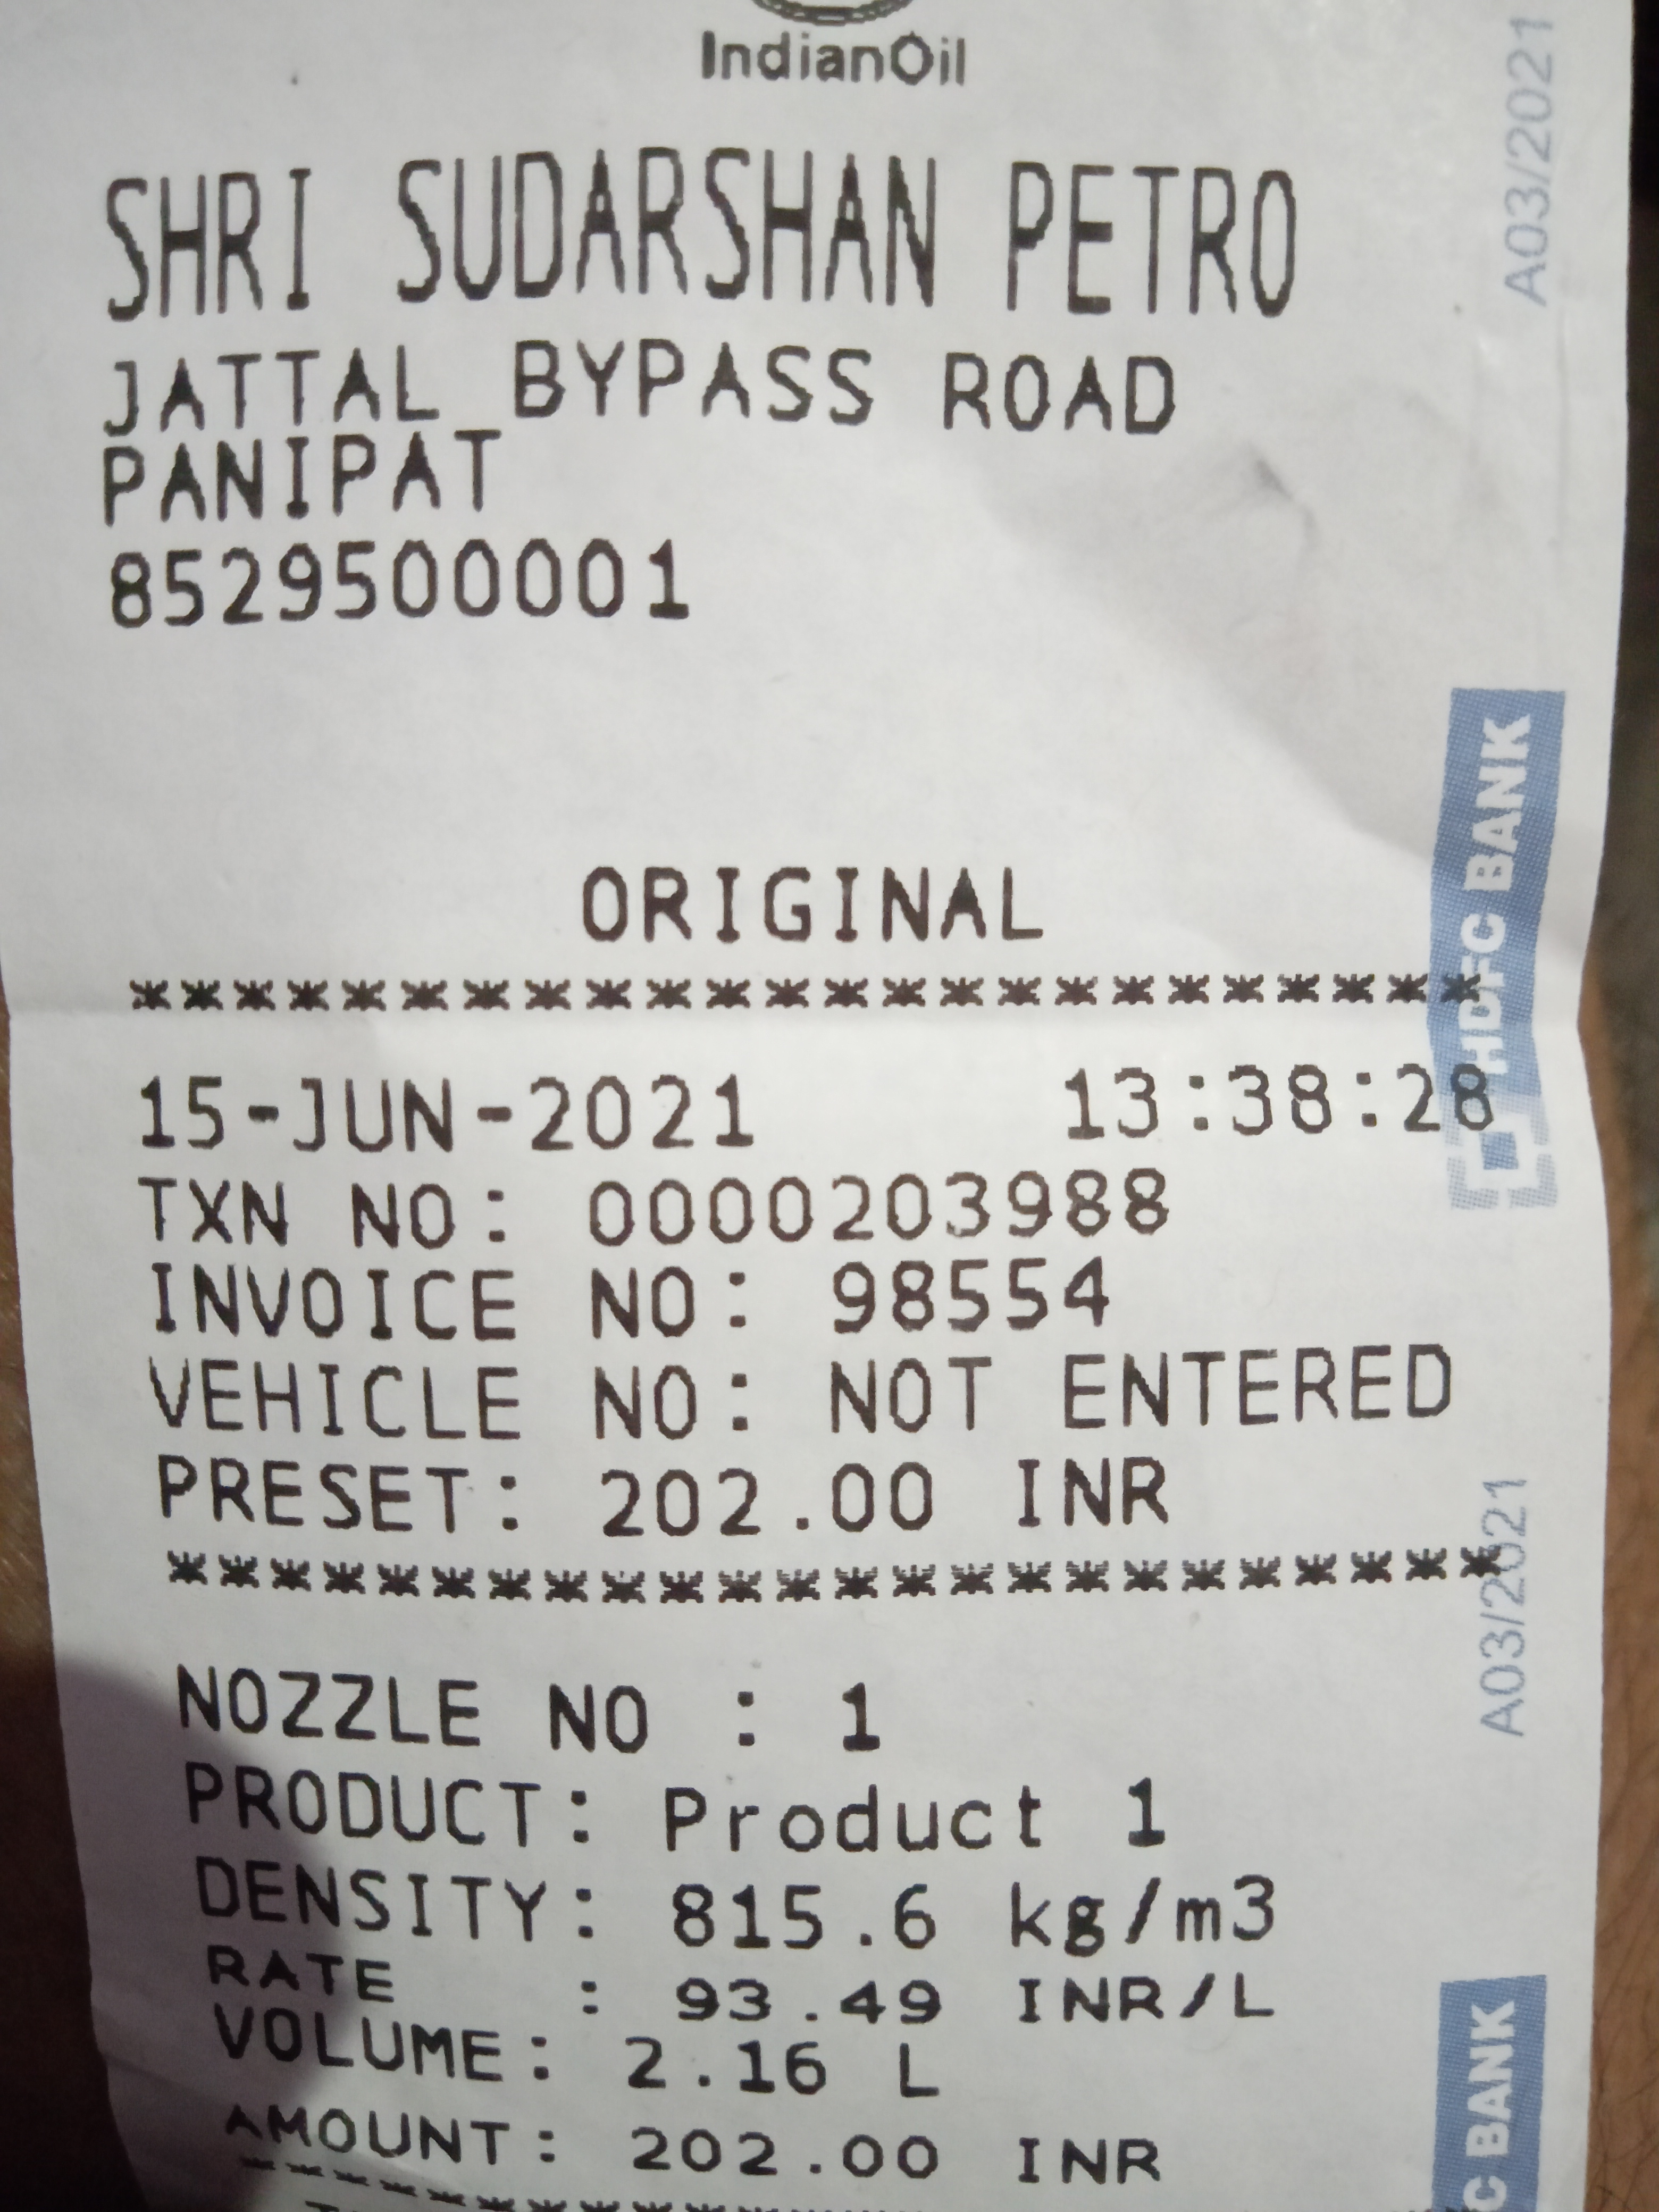 IndianOil
SHRI SUDARSHAN PETRO
JATTAL BYPASS ROAD
PANIPAT
8529500001
ORIGINAL
************************
15-JUN-2021 13:38:28
TXN NO: 0000203988
INVOICE NO: 98554
VEHICLE NO: NOT ENTERED
PRESET: 202.00 INR
************************
NOZZLE NO : 1
PRODUCT: Product 1
DENSITY: 815.6 kg/m3
RATE : 93.49 INR/L
VOLUME: 2.16 L
AMOUNT: 202.00 INR
A03/2021
HDFC BANK
A03/2021
C BANK